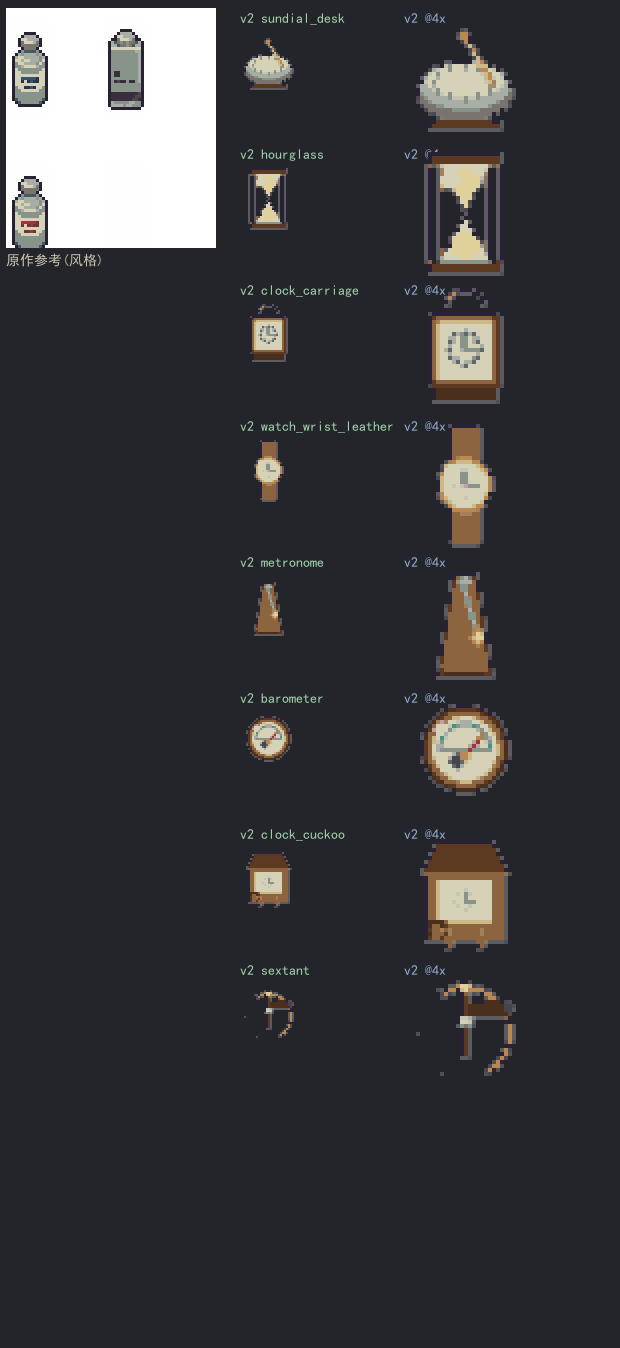 v2 sundial_desk
v2 @4x
原作参考(风格)
v2 hourglass
v2
v2 clock_carriage
v2 @4x
v2 watch_wrist_leather
v2 @4x
v2 metronome
v2 @4x
v2 barometer
v2 @4x
v2 clock_cuckoo
v2 @4x
v2 sextant
v2 @4x